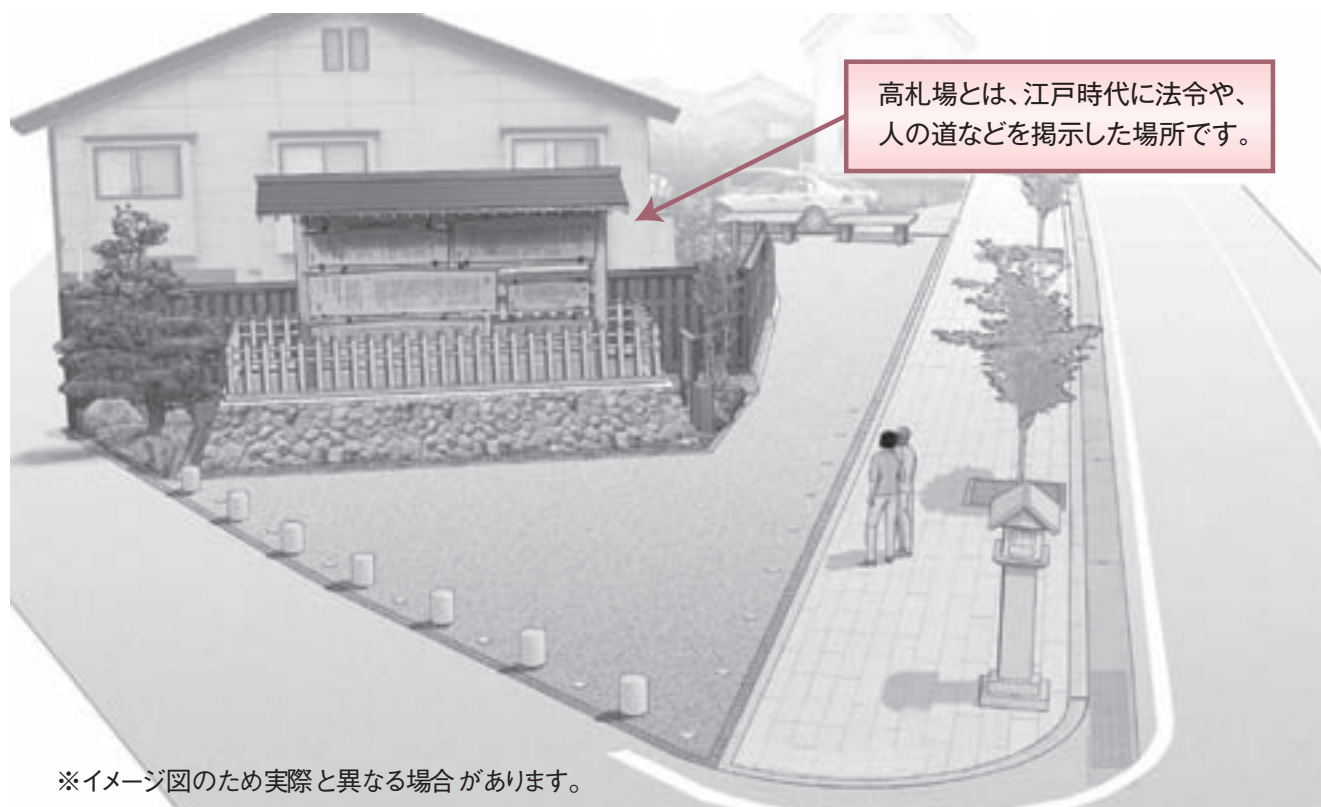 高札場とは、江戸時代に法令や、
人の道などを掲示した場所です。
※イメージ図のため実際と異なる場合があります。